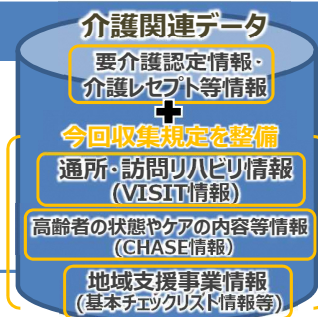 介護関連データ
要介護認定情報・
介護レセプト等情報
+
今回収集規定を整備
通所・訪問リハビリ情報
(VISIT情報)
高齢者の状態やケアの内容等情報
(CHASE情報)
地域支援事業情報
(基本チェックリスト情報等)